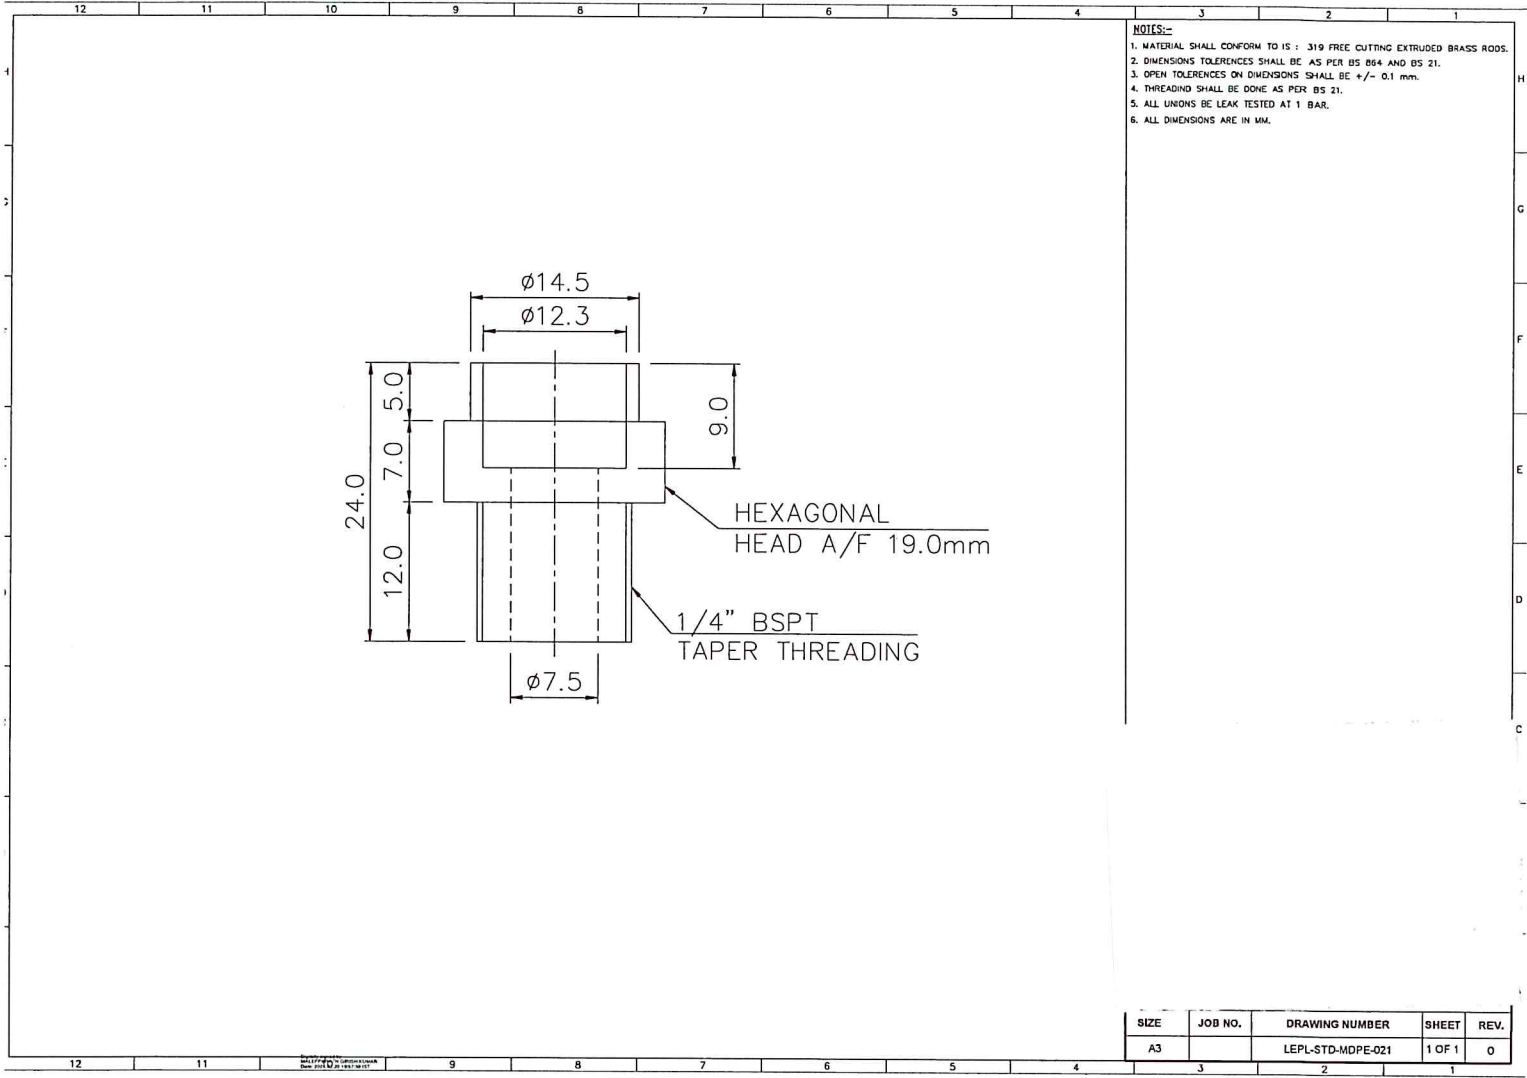 12 11 10 9 8 7 6 5 4 3 2 1
NOTES:-
1. MATERIAL SHALL CONFORM TO IS : 319 FREE CUTTING EXTRUDED BRASS RODS.
2. DIMENSIONS TOLERENCES SHALL BE AS PER BS 864 AND BS 21.
3. OPEN TOLERENCES ON DIMENSIONS SHALL BE +/- 0.1 mm.
4. THREADIND SHALL BE DONE AS PER BS 21.
5. ALL UNIONS BE LEAK TESTED AT 1 BAR.
6. ALL DIMENSIONS ARE IN MM.
H
G
F
E
D
C
ø14.5
ø12.3
5.0
7.0
24.0
12.0
9.0
HEXAGONAL
HEAD A/F 19.0mm
1/4" BSPT
TAPER THREADING
ø7.5
SIZE JOB NO. DRAWING NUMBER SHEET REV.
A3 LEPL-STD-MDPE-021 1 OF 1 0
12 11 9 8 7 6 5 4 3 2 1